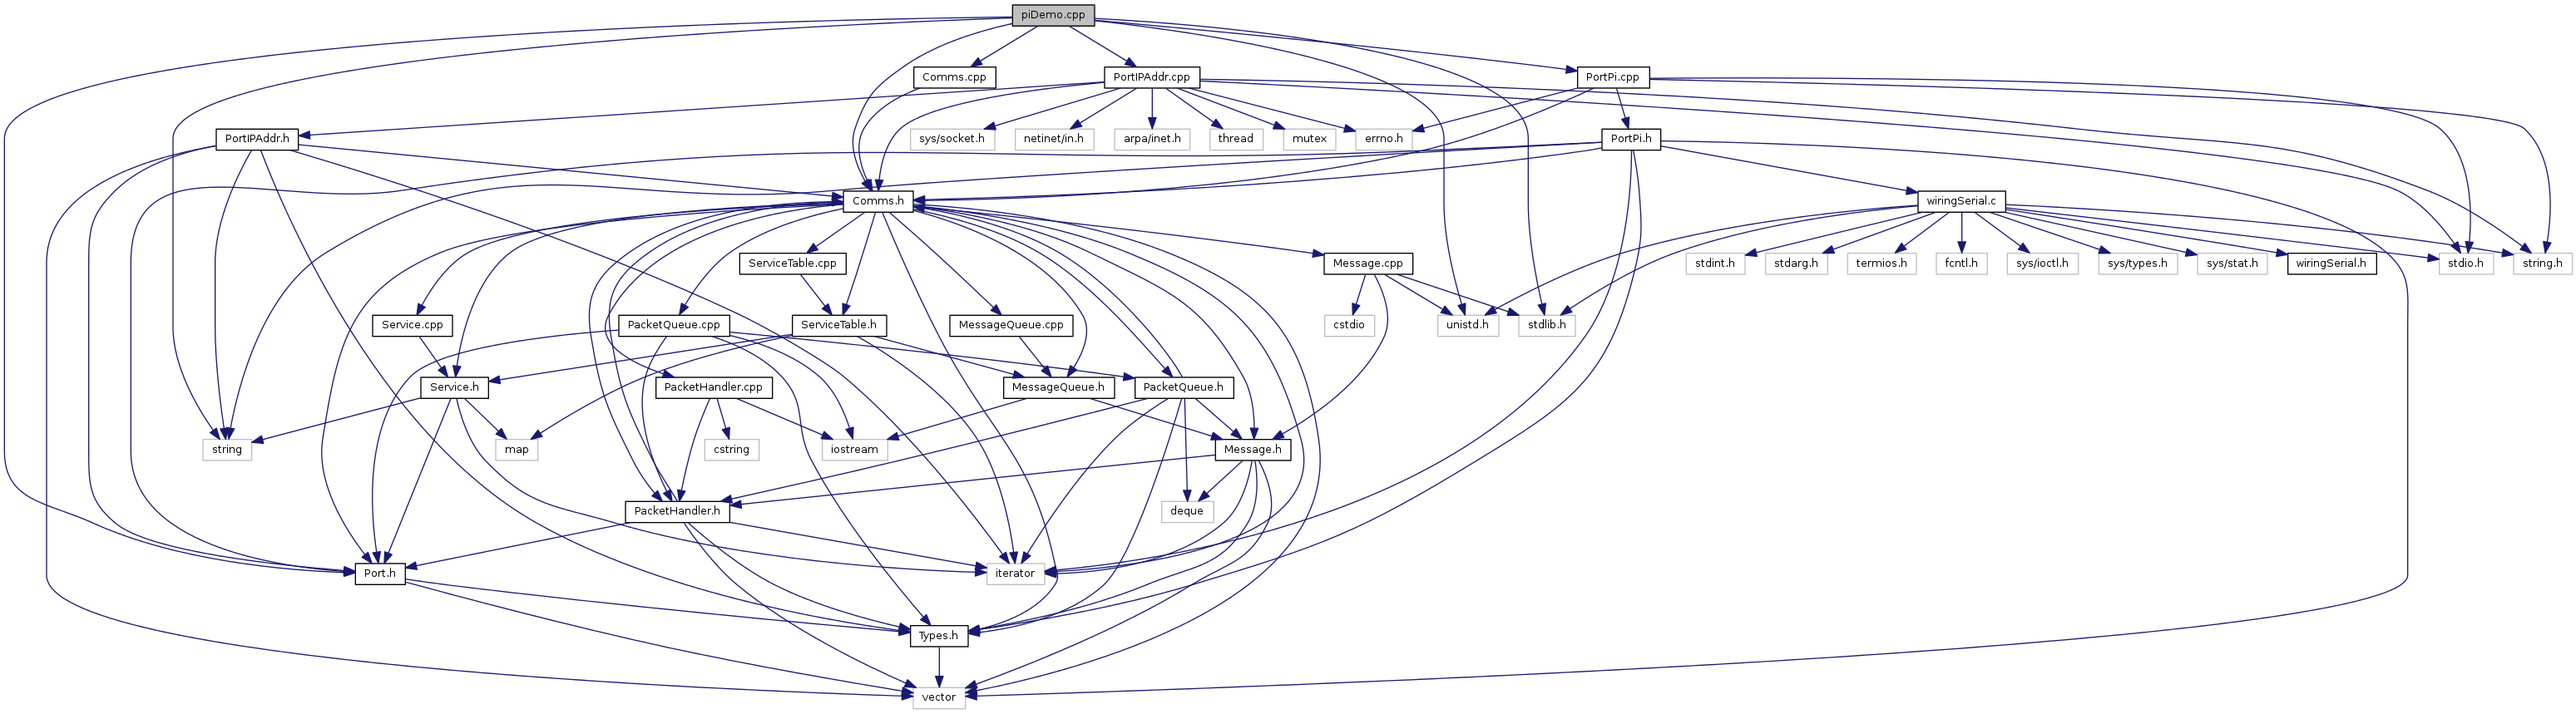 piDemo.cpp
Comms.cpp
PortIPAddr.cpp
PortPi.cpp
PortIPAddr.h
sys/socket.h
netinet/in.h
arpa/inet.h
thread
mutex
errno.h
PortPi.h
Comms.h
wiringSerial.c
ServiceTable.cpp
Message.cpp
stdint.h
stdarg.h
termios.h
fcntl.h
sys/ioctl.h
sys/types.h
sys/stat.h
wiringSerial.h
stdio.h
string.h
Service.cpp
PacketQueue.cpp
ServiceTable.h
MessageQueue.cpp
cstdio
unistd.h
stdlib.h
Service.h
PacketHandler.cpp
MessageQueue.h
PacketQueue.h
string
map
cstring
iostream
Message.h
PacketHandler.h
deque
Port.h
iterator
Types.h
vector